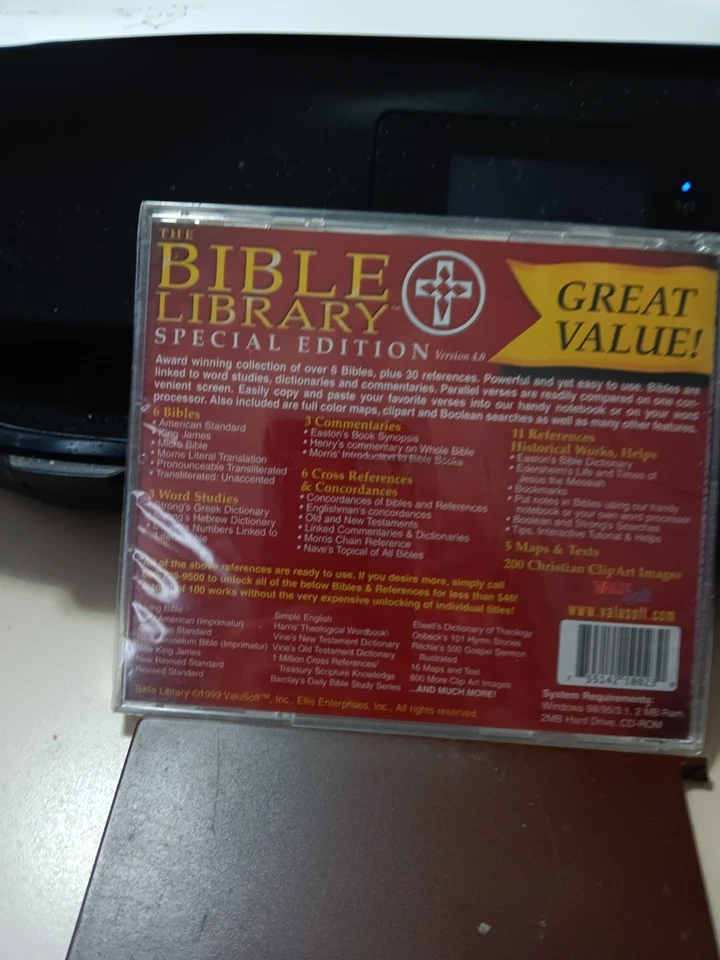 THE
BIBLE
LIBRARY™
SPECIAL EDITION Version 4.0
GREAT
VALUE!
Award winning collection of over 6 Bibles, plus 30 references. Powerful and yet easy to use. Bibles are
linked to word studies, dictionaries and commentaries. Parallel verses are readily compared on one con-
venient screen. Easily copy and paste your favorite verses into our handy notebook or on your word
processor. Also included are full color maps, clipart and Boolean searches as well as many other features.
6 Bibles
• American Standard
• King James
• Micro Bible
• Morris Literal Translation
• Pronounceable Transliterated
• Transliterated: Unaccented
3 Word Studies
Strong's Greek Dictionary
Hebrew Dictionary
Numbers Linked to
3 Commentaries
• Easton's Book Synopsis
• Henry's commentary on Whole Bible
• Morris' Introduction to Bible Books
6 Cross References
& Concordances
• Concordances of bibles and References
• Englishman's concordances
• Old and New Testaments
• Linked Commentaries & Dictionaries
• Morris Chain Reference
• Nave's Topical of All Bibles
11 References
Historical Works, Helps
• Easton's Bible Dictionary
• Edersheim's Life and Times of
Jesus the Messiah
• Bookmarks
• Put notes in Bibles using our handy
notebook or your own word processor
• Boolean and Strong's Searches
• Tips, Interactive Tutorial & Helps
5 Maps & Texts
200 Christian ClipArt Images
of the above references are ready to use. If you desire more, simply call
-9500 to unlock all of the below Bibles & References for less than $40!
of 100 works without the very expensive unlocking of individual titles!
Bible
American (Imprimatur)
Standard
Jerusalem Bible (Imprimatur)
King James
New Revised Standard
Revised Standard
Simple English
Harris' Theological Wordbook
Vine's New Testament Dictionary
Vine's Old Testament Dictionary
1 Million Cross References/
Treasury Scripture Knowledge
Barclay's Daily Bible Study Series
Elwell's Dictionary of Theology
Osbeck's 101 Hymn Stories
Ritchie's 500 Gospel Sermon
Illustrated
16 Maps and Text
800 More Clip Art Images
...AND MUCH MORE!
www.valusoft.com
Bible Library ©1999 ValuSoft™, Inc., Ellis Enterprises, Inc., All rights reserved.
System Requirements:
Windows 98/95/3.1, 2 MB Ram
2MB Hard Drive, CD-ROM